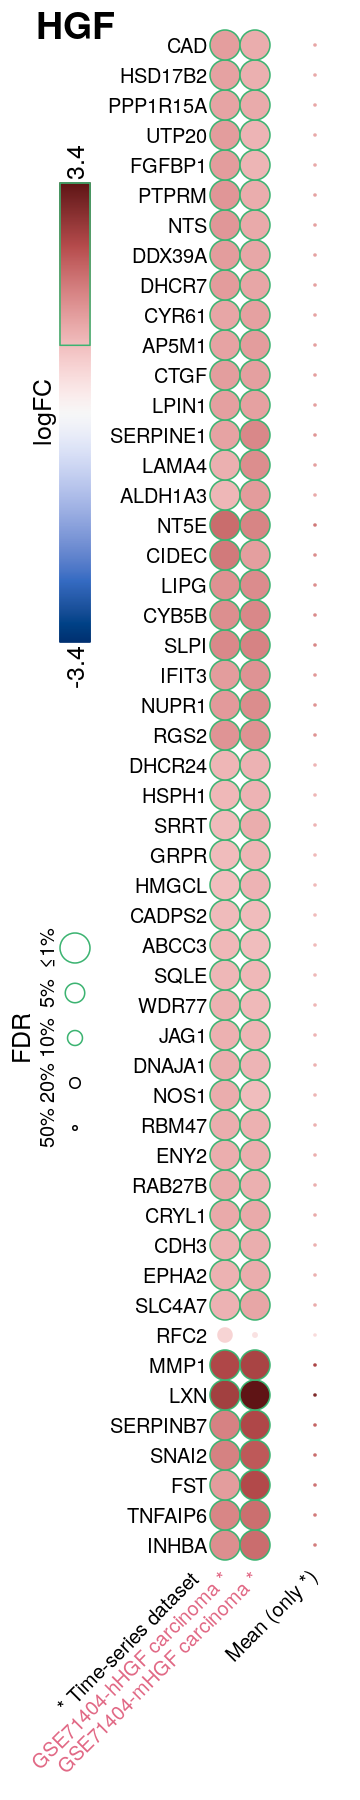 HGF
CAD
HSD17B2
PPP1R15A
UTP20
FGFBP1
PTPRM
NTS
DDX39A
DHCR7
CYR61
AP5M1
CTGF
LPIN1
SERPINE1
LAMA4
ALDH1A3
NT5E
CIDEC
LIPG
CYB5B
SLPI
IFIT3
NUPR1
RGS2
DHCR24
HSPH1
SRRT
GRPR
HMGCL
CADPS2
ABCC3
SQLE
WDR77
JAG1
DNAJA1
NOS1
RBM47
ENY2
RAB27B
CRYL1
CDH3
EPHA2
SLC4A7
RFC2
MMP1
LXN
SERPINB7
SNAI2
FST
TNFAIP6
INHBA
logFC
3.4
-3.4
FDR
50% 20% 10% 5% ≤1%
* Time-series dataset
GSE71404-hHGF carcinoma *
GSE71404-mHGF carcinoma *
Mean (only *)